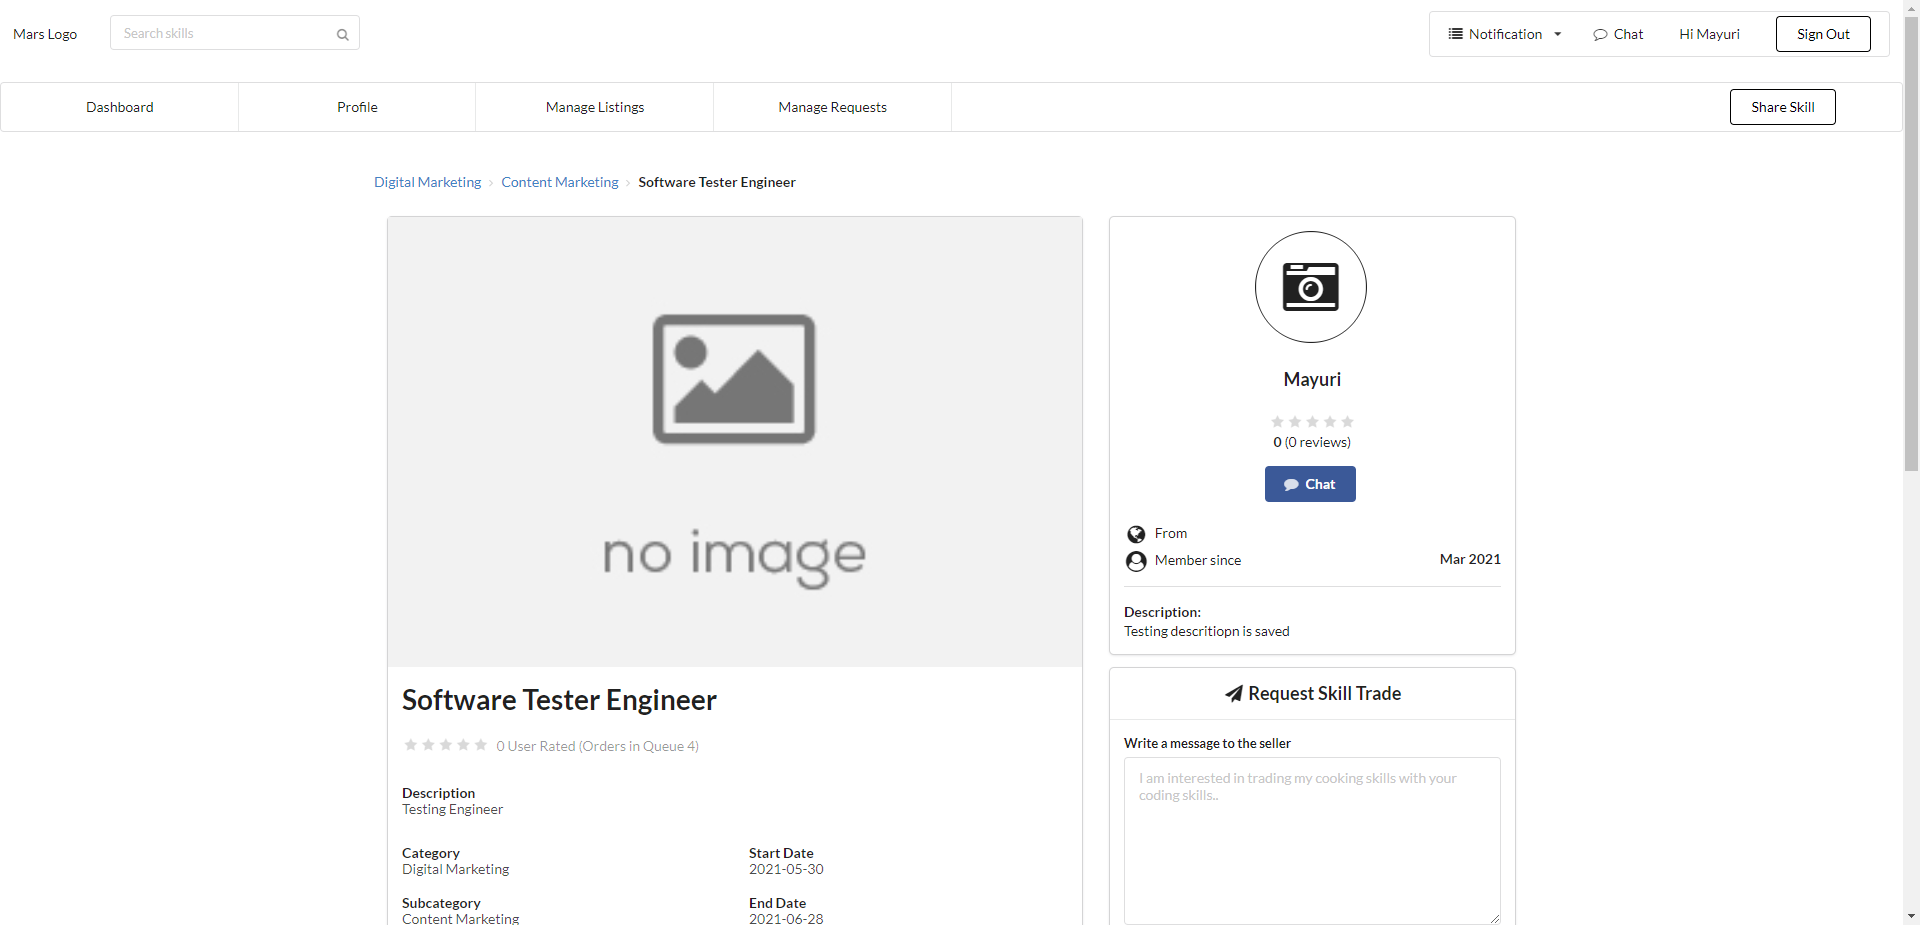 Mars Logo
Search skills
Notification
Chat
Hi Mayuri
Sign Out
Dashboard
Profile
Manage Listings
Manage Requests
Share Skill
Digital Marketing
Content Marketing
Software Tester Engineer
no image
Software Tester Engineer
0 User Rated (Orders in Queue 4)
Description
Testing Engineer
Category
Digital Marketing
Start Date
2021-05-30
Subcategory
Content Marketing
End Date
2021-06-28
Mayuri
0 (0 reviews)
Chat
From
Member since
Mar 2021
Description:
Testing descritiopn is saved
Request Skill Trade
Write a message to the seller
I am interested in trading my cooking skills with your
coding skills..